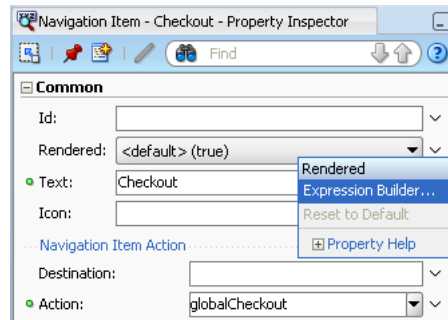 Navigation Item - Checkout - Property Inspector
Find
Common
Id:
Rendered: <default> (true)
Rendered
Text: Checkout
Expression Builder...
Icon:
Reset to Default
Navigation Item Action
Property Help
Destination:
Action: globalCheckout